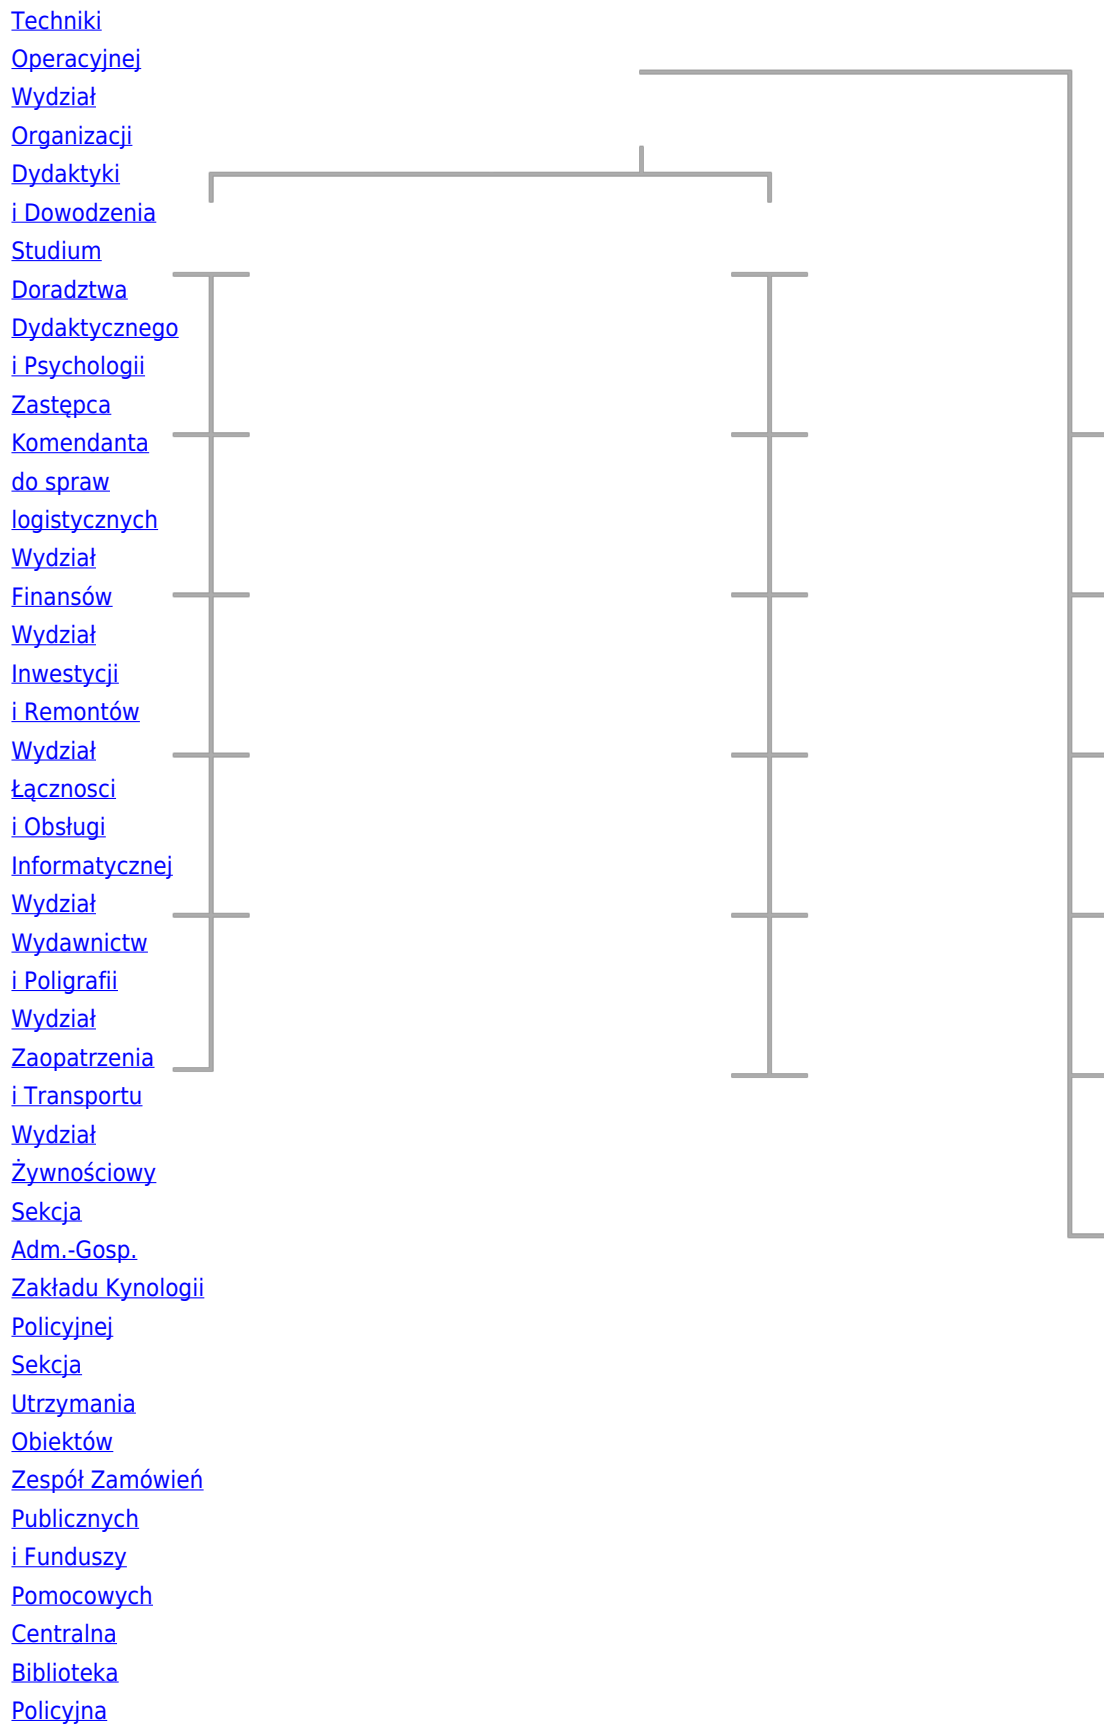 Techniki
Operacyjnej
Wydział
Organizacji
Dydaktyki
i Dowodzenia
Studium
Doradztwa
Dydaktycznego
i Psychologii
Zastępca
Komendanta
do spraw
logistycznych
Wydział
Finansów
Wydział
Inwestycji
i Remontów
Wydział
Łącznosci
i Obsługi
Informatycznej
Wydział
Wydawnictw
i Poligrafii
Wydział
Zaopatrzenia
i Transportu
Wydział
Żywnościowy
Sekcja
Adm.-Gosp.
Zakładu Kynologii
Policyjnej
Sekcja
Utrzymania
Obiektów
Zespół Zamówień
Publicznych
i Funduszy
Pomocowych
Centralna
Biblioteka
Policyjna